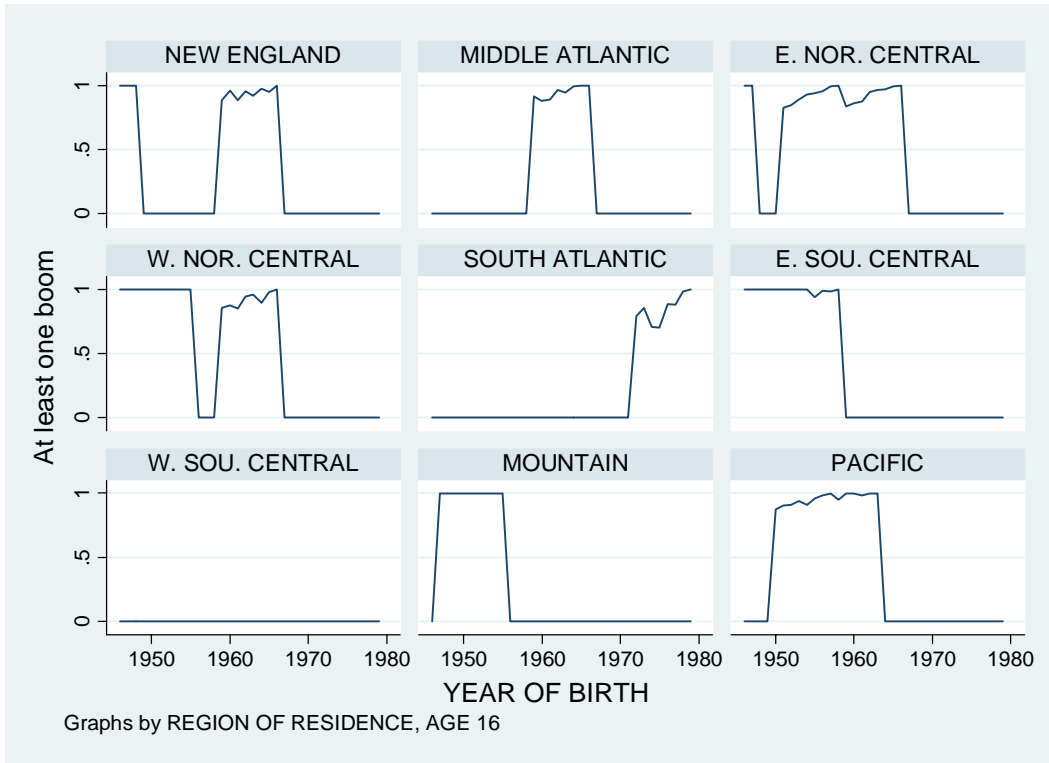 NEW ENGLAND MIDDLE ATLANTIC E. NOR. CENTRAL
1
.5
0
W. NOR. CENTRAL SOUTH ATLANTIC E. SOU. CENTRAL
1
.5
0
W. SOU. CENTRAL MOUNTAIN PACIFIC
1
.5
0
At least one boom
1950 1960 1970 1980 1950 1960 1970 1980 1950 1960 1970 1980
YEAR OF BIRTH
Graphs by REGION OF RESIDENCE, AGE 16